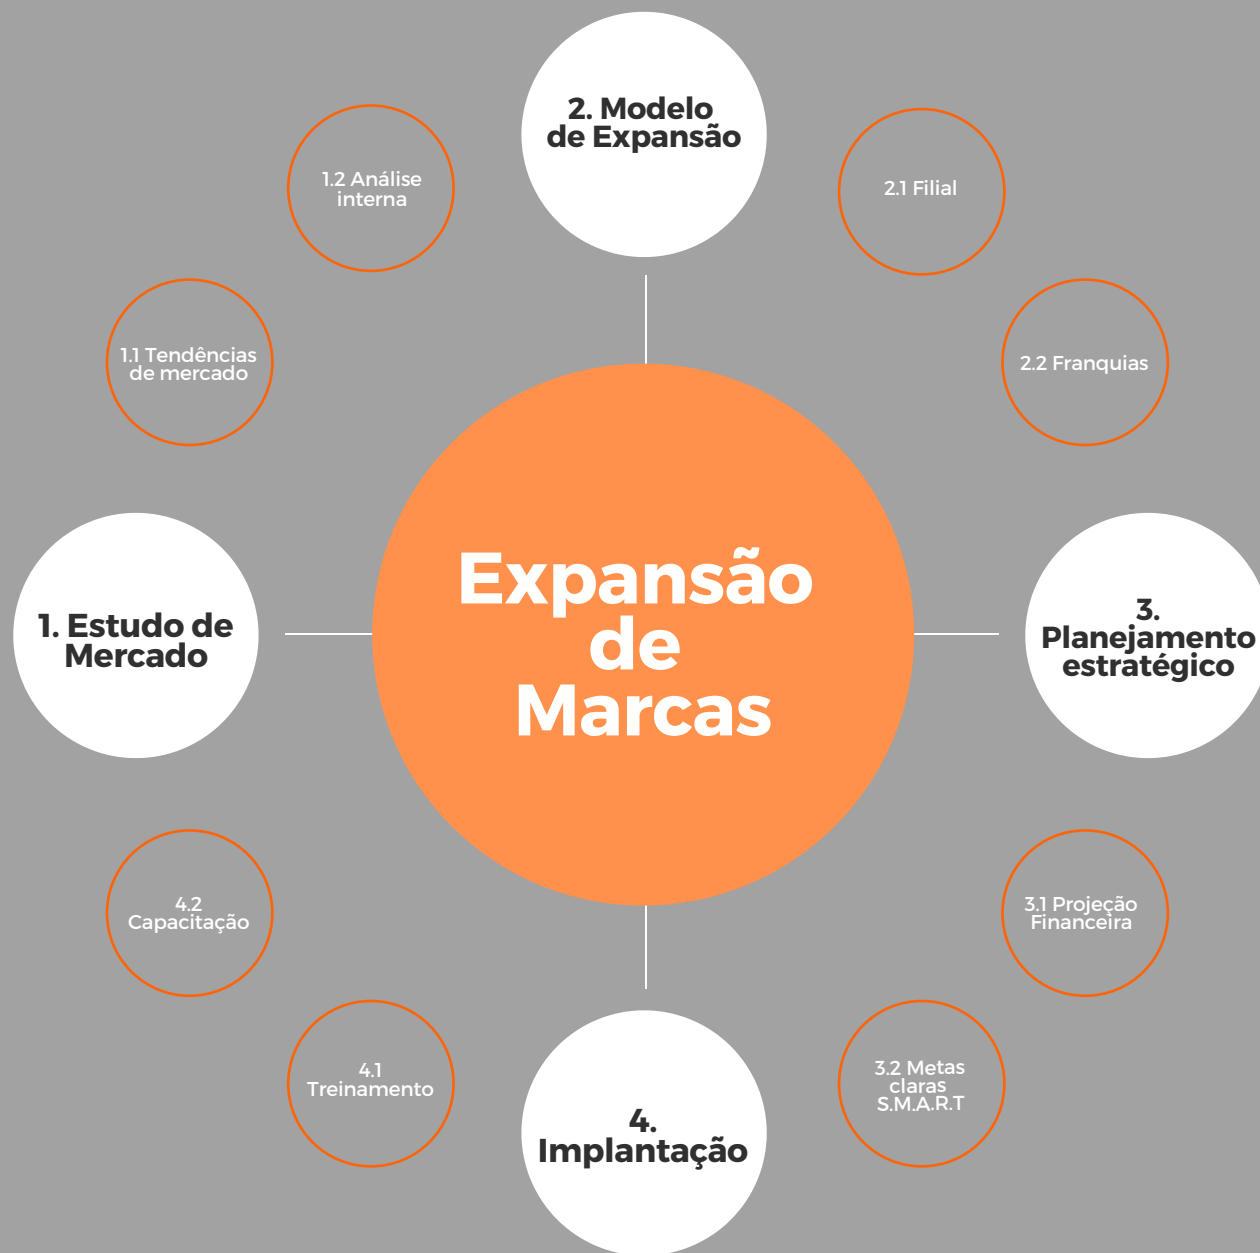 2. Modelo
de Expansão
1.2 Análise
interna
2.1 Filial
1.1 Tendências
de mercado
2.2 Franquias
Expansão
de
Marcas
1. Estudo de
Mercado
3.
Planejamento
estratégico
4.2
Capacitação
3.1 Projeção
Financeira
4.1
Treinamento
3.2 Metas
claras
S.M.A.R.T
4.
Implantação